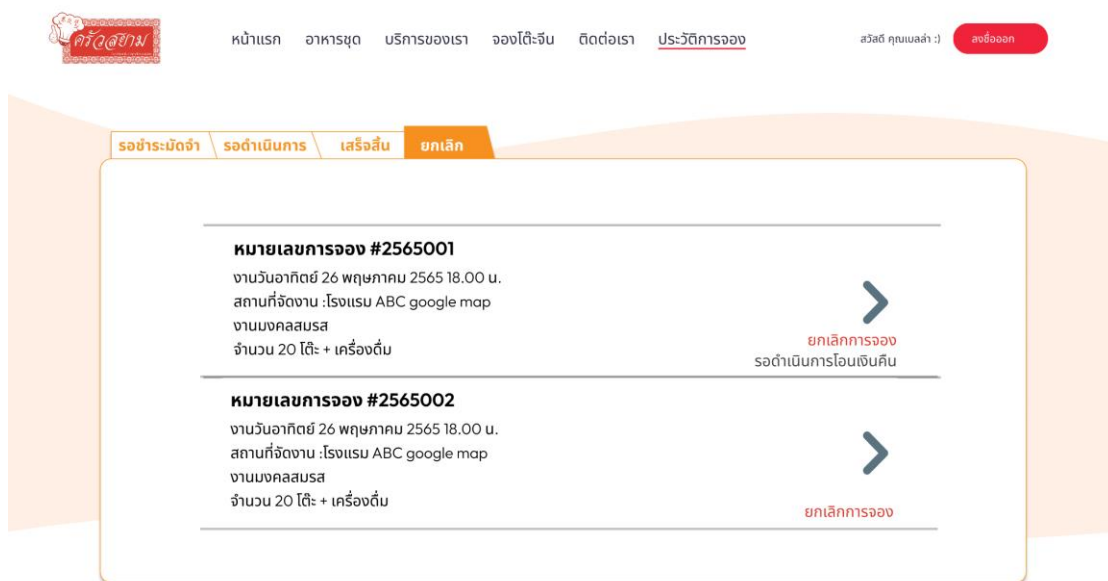 ครัวสยาม
หน้าแรก อาหารชุด บริการของเรา จองโต๊ะจีน ติดต่อเรา ประวัติการจอง สวัสดี คุณเบลล่า :) ลงชื่อออก
รอชำระมัดจำ รอดำเนินการ เสร็จสิ้น ยกเลิก
หมายเลขการจอง #2565001
งานวันอาทิตย์ 26 พฤษภาคม 2565 18.00 น.
สถานที่จัดงาน :โรงแรม ABC google map
งานมงคลสมรส
จำนวน 20 โต๊ะ + เครื่องดื่ม
ยกเลิกการจอง
รอดำเนินการโอนเงินคืน
หมายเลขการจอง #2565002
งานวันอาทิตย์ 26 พฤษภาคม 2565 18.00 น.
สถานที่จัดงาน :โรงแรม ABC google map
งานมงคลสมรส
จำนวน 20 โต๊ะ + เครื่องดื่ม
ยกเลิกการจอง